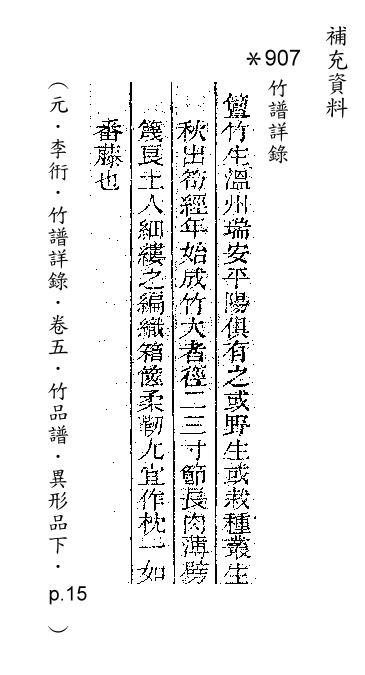 補充資料
*907
竹譜詳錄
簹竹生溫州瑞安平陽俱有之或野生或栽種叢生
秋出筍經年始成竹大者徑二三寸節長肉薄劈
篾良土人細縷之編織箱篋柔韌尤宜作枕一如
番藤也
(元.李衎.竹譜詳錄.卷五.竹品譜.異形品下.p.15)